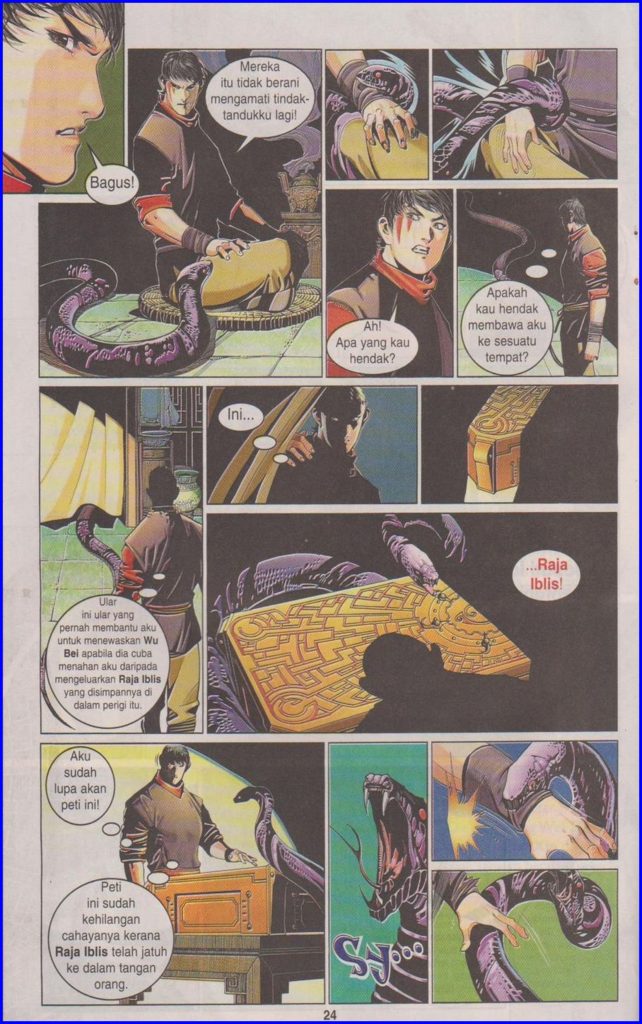 Bagus!
Mereka
itu tidak berani
mengamati tindak-
tandukku lagi!
Ah!
Apa yang kau
hendak?
Apakah
kau hendak
membawa aku
ke sesuatu
tempat?
Ular
ini ular yang
pernah membantu aku
untuk menewaskan Wu
Bei apabila dia cuba
menahan aku daripada
mengeluarkan Raja Iblis
yang disimpannya di
dalam perigi itu.
Ini...
...Raja
Iblis!
Aku
sudah
lupa akan
peti ini!
Peti
ini sudah
kehilangan
cahayanya kerana
Raja Iblis telah jatuh
ke dalam tangan
orang.
Sy...
24